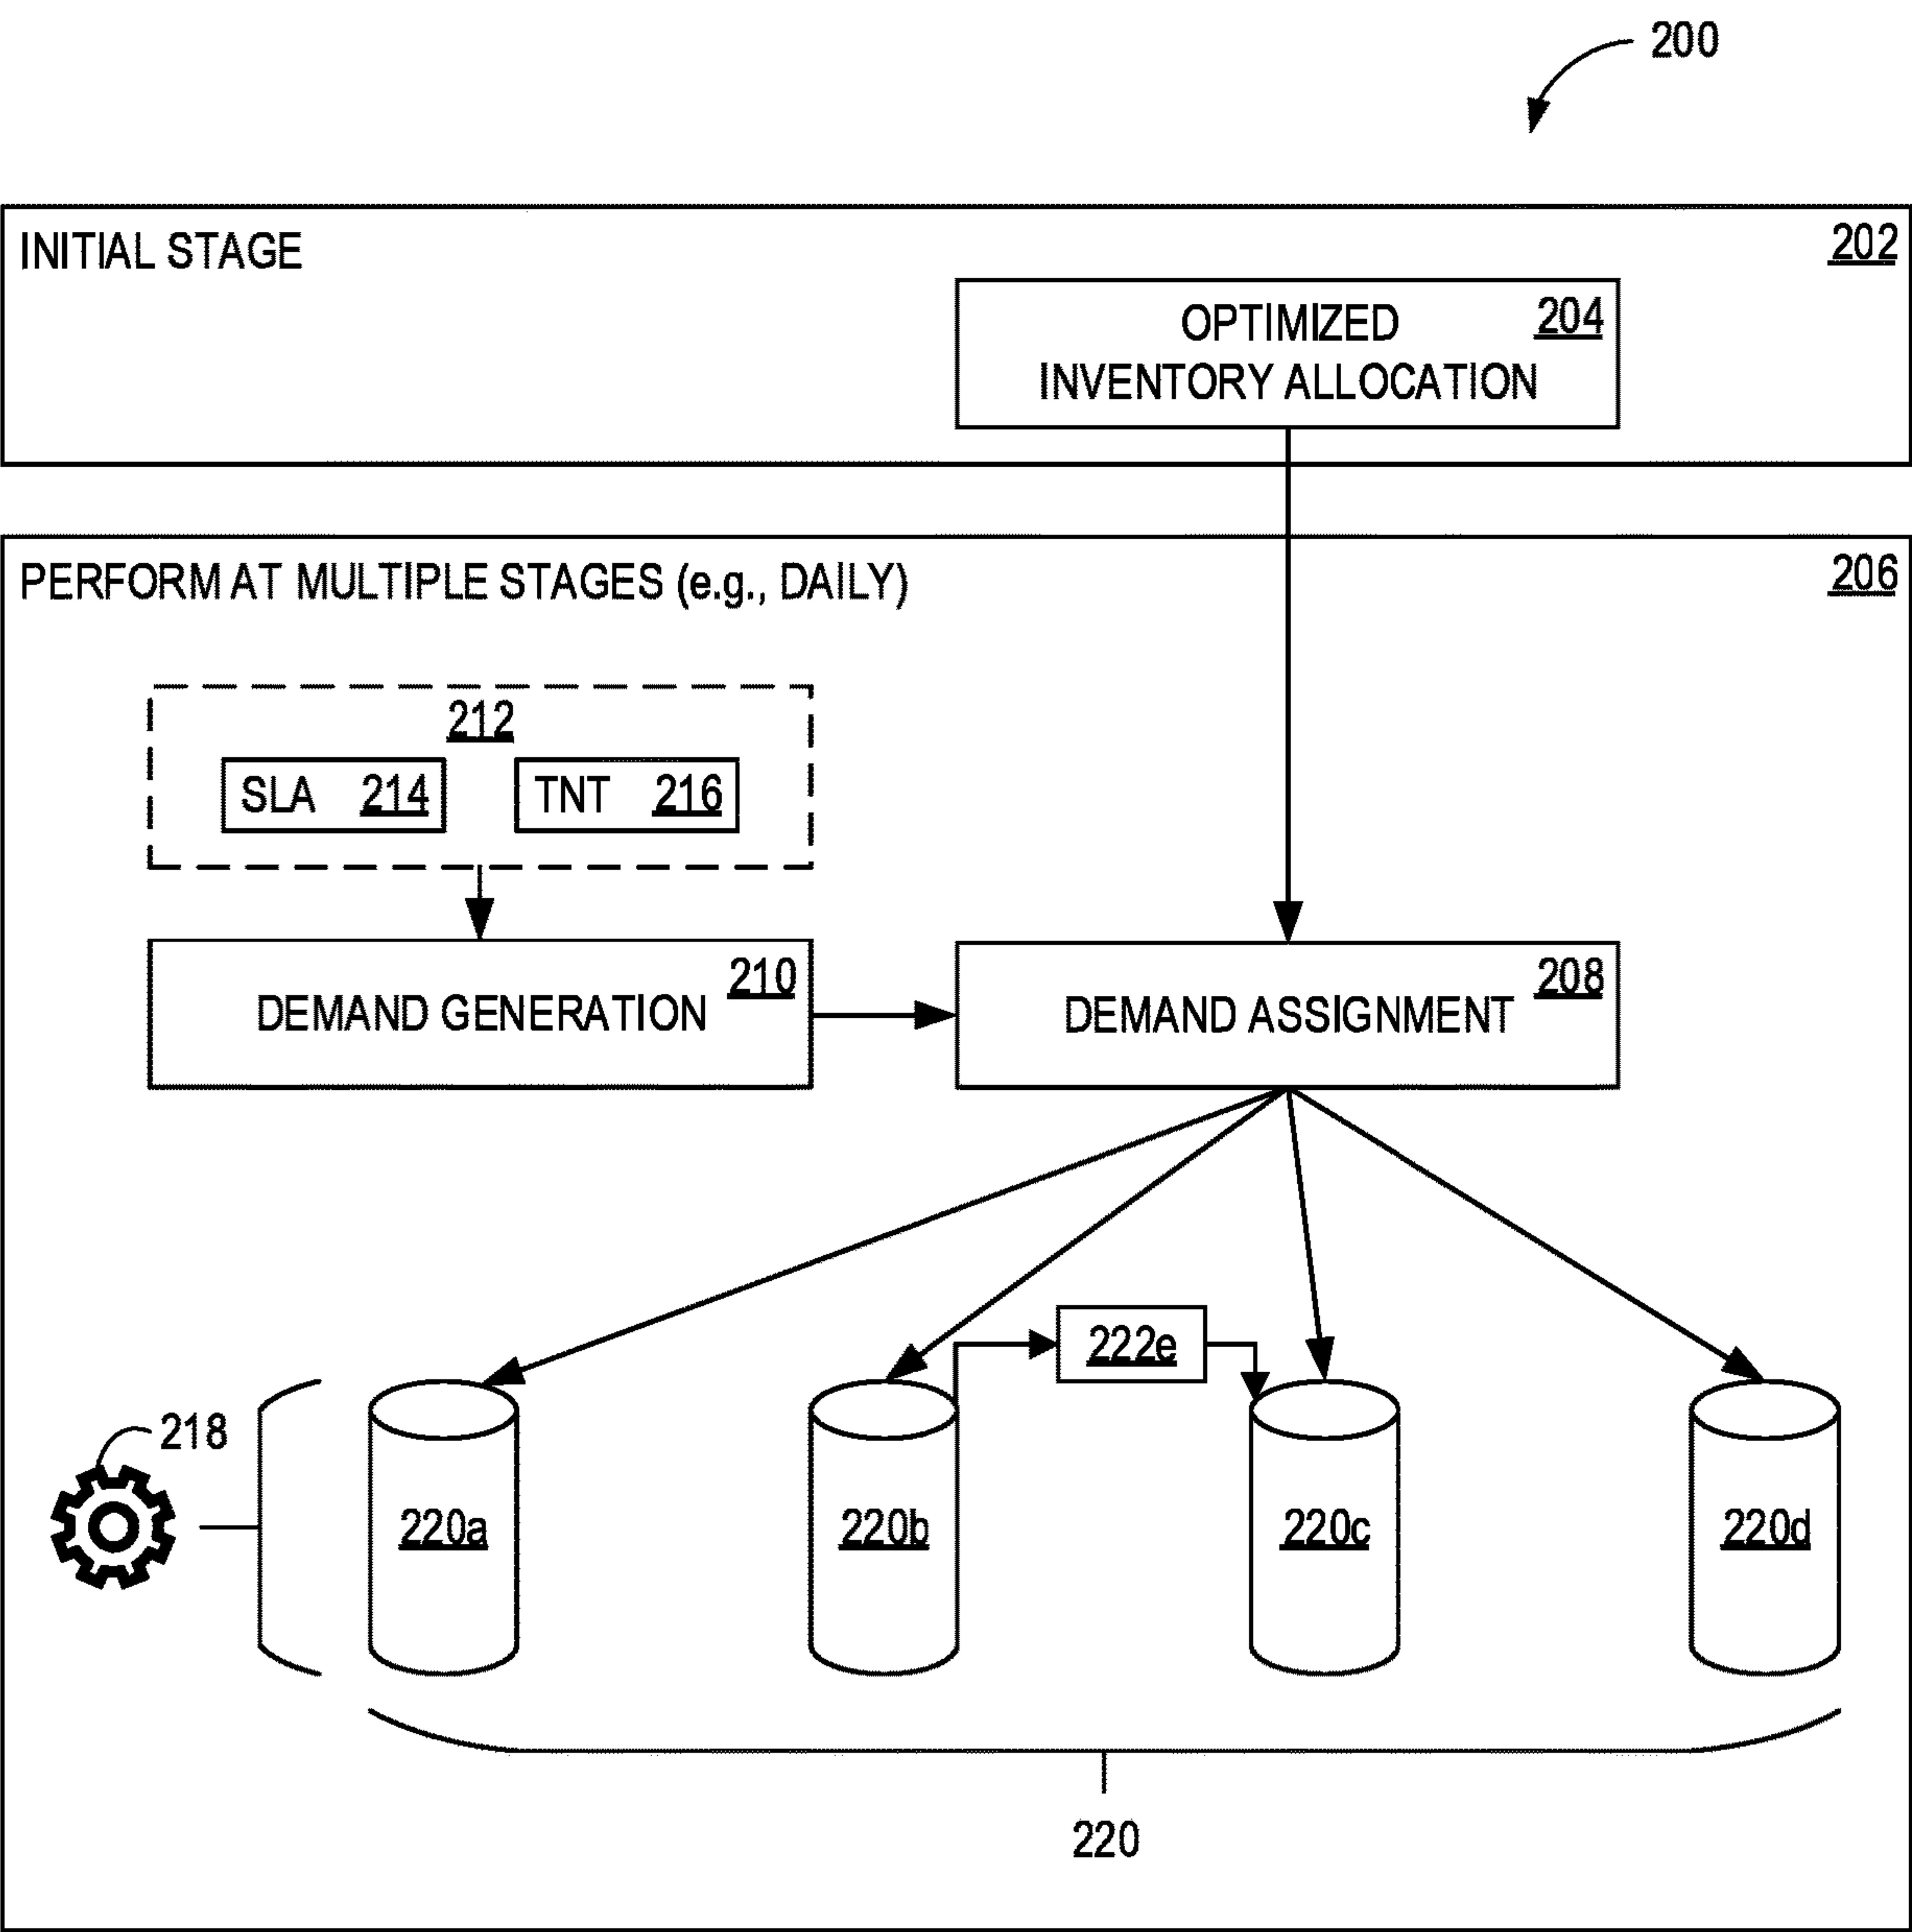 200
INITIAL STAGE 202
OPTIMIZED 204
INVENTORY ALLOCATION
PERFORM AT MULTIPLE STAGES (e.g., DAILY) 206
212
SLA 214 TNT 216
DEMAND GENERATION 210
DEMAND ASSIGNMENT 208
222e
218
220a 220b 220c 220d
220